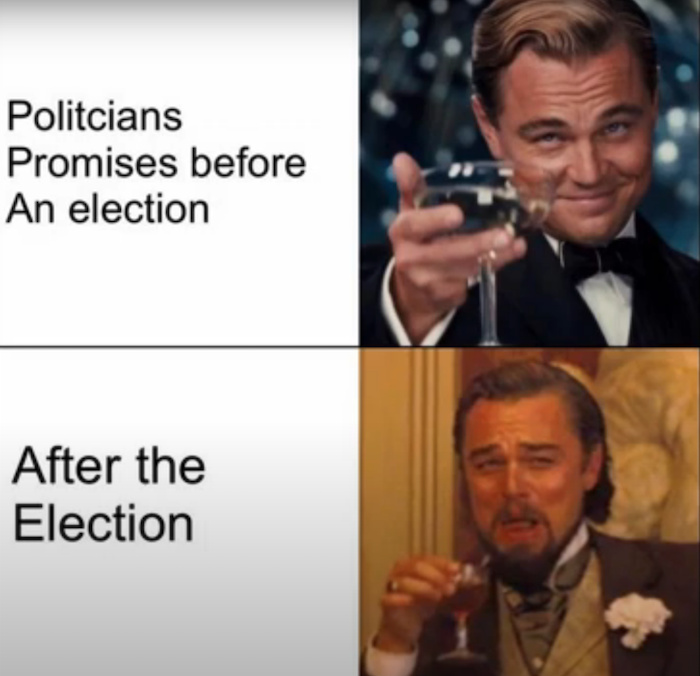 Politcians
Promises before
An election
After the
Election